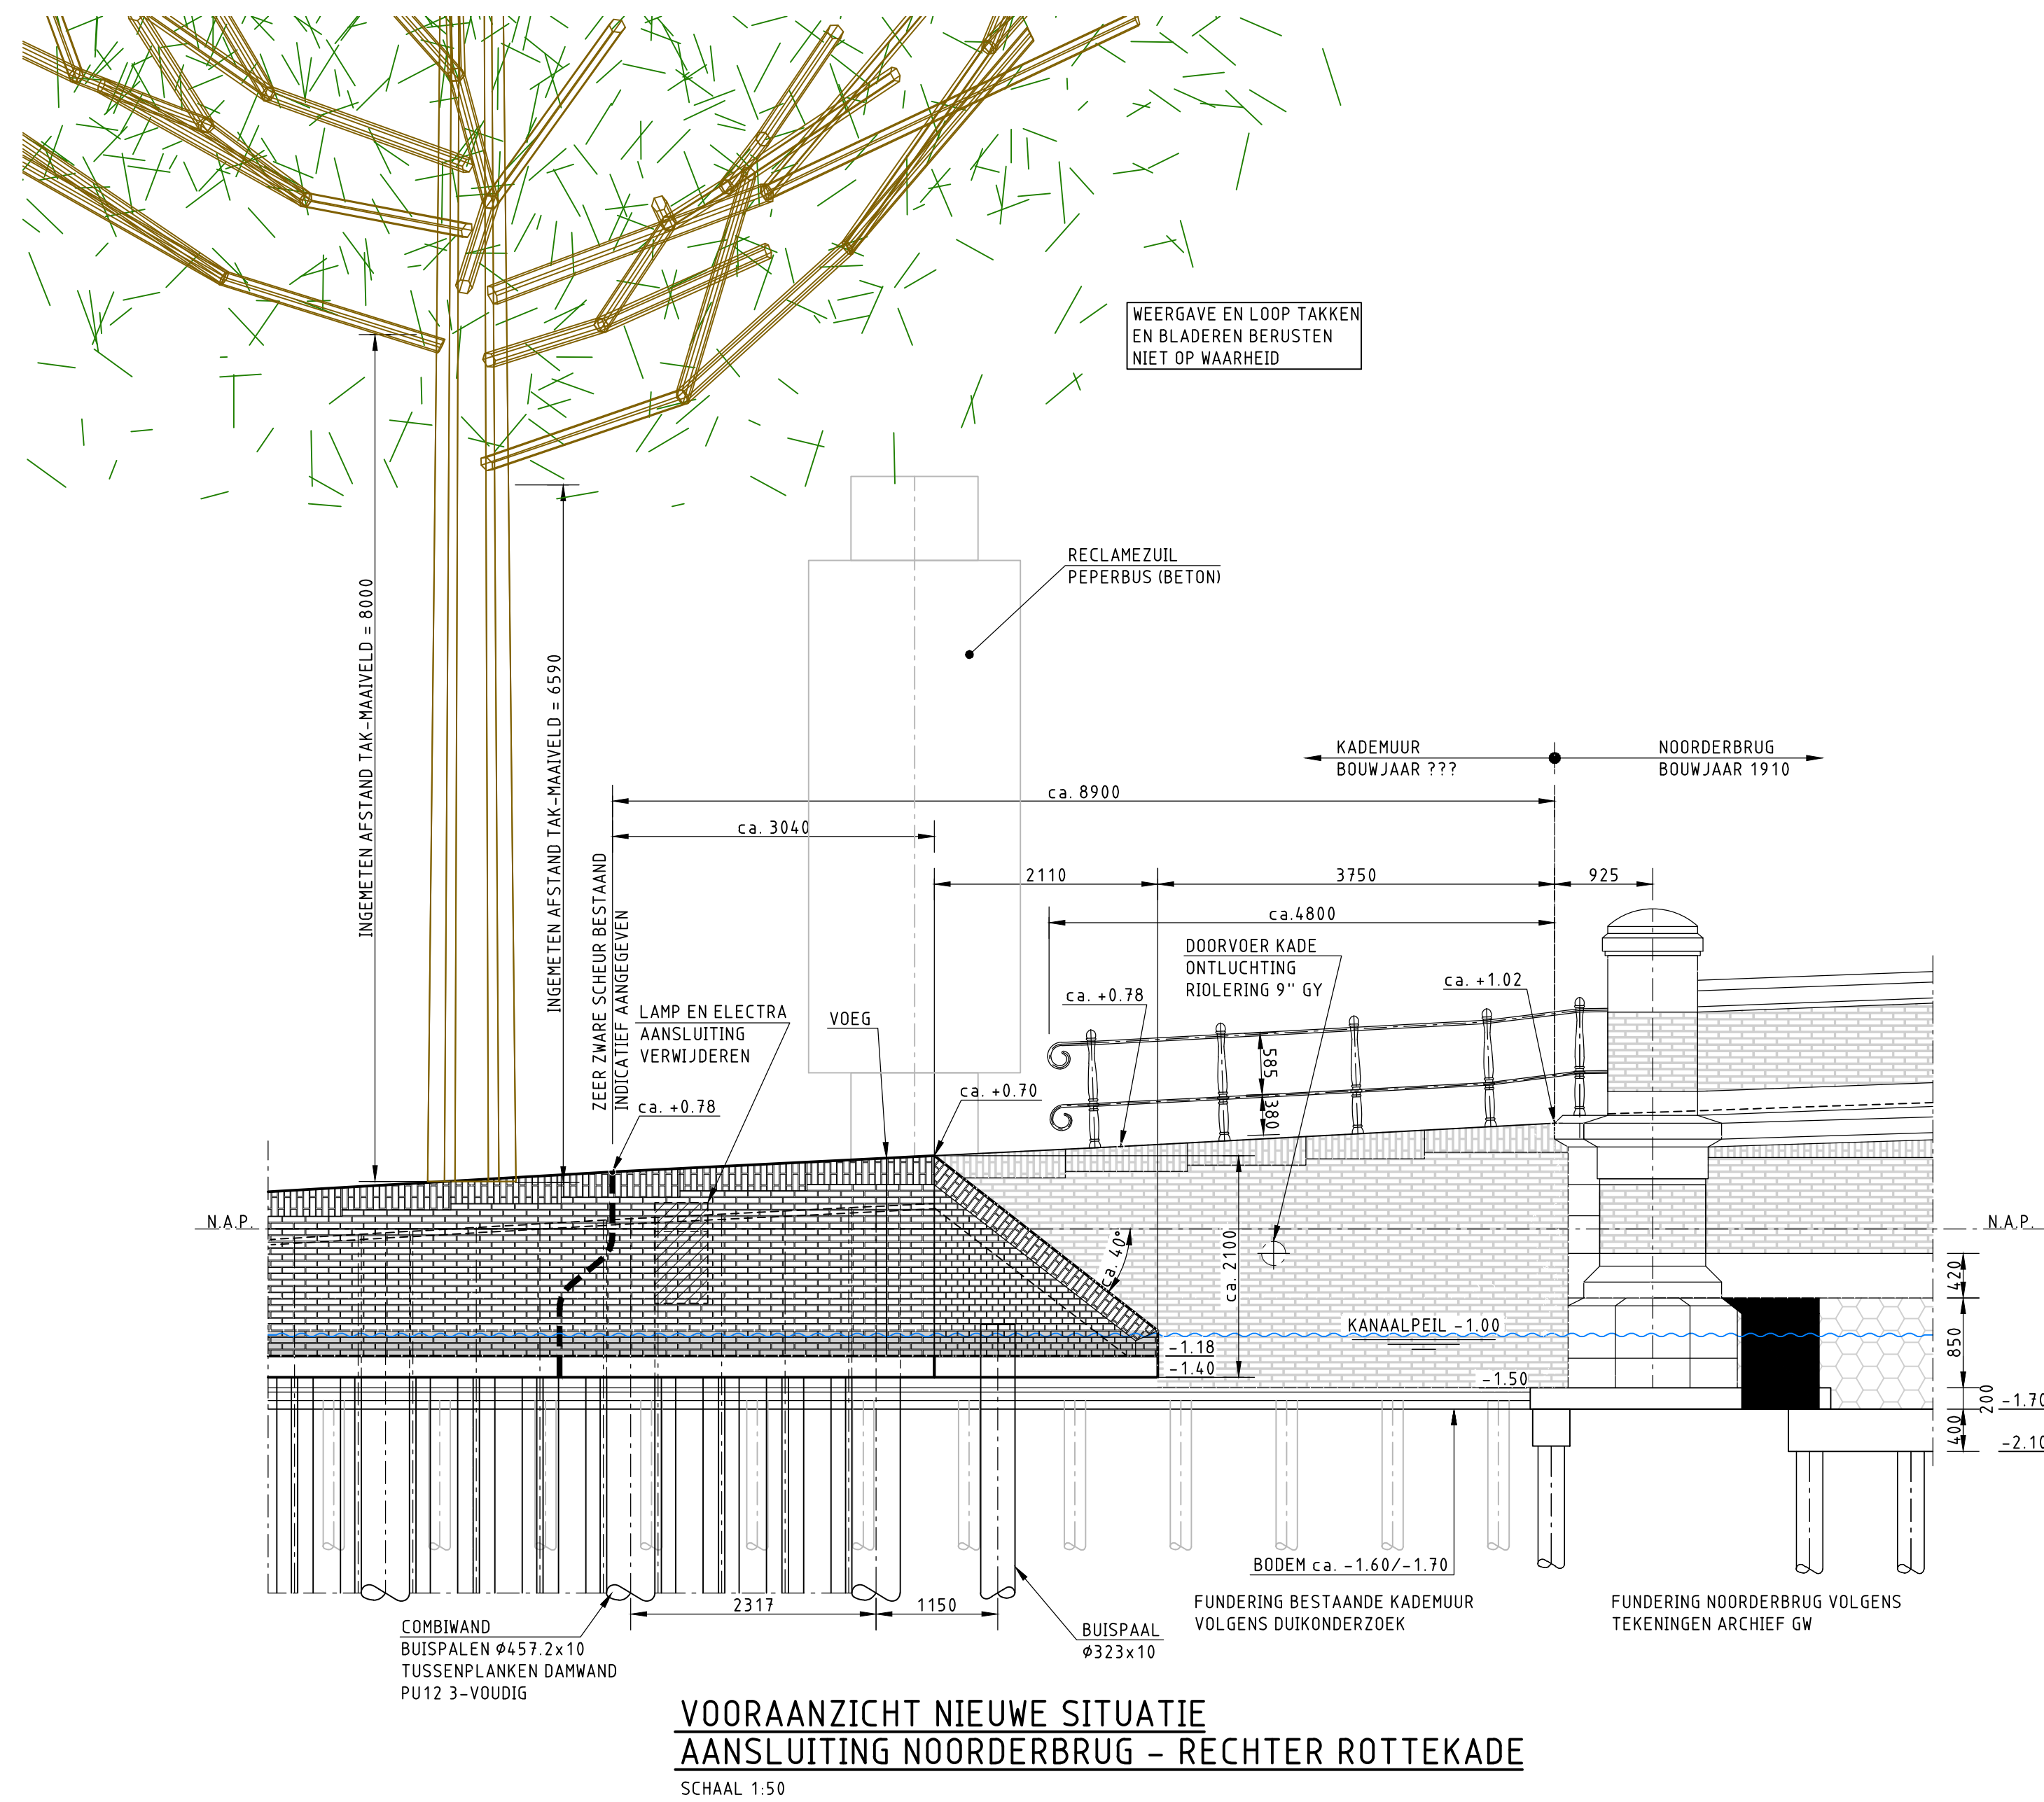 WEERGAVE EN LOOP TAKKEN
EN BLADEREN BERUSTEN
NIET OP WAARHEID
RECLAMEZUIL
PEPERBUS (BETON)
INGEMETEN AFSTAND TAK-MAAIVELD = 8000
INGEMETEN AFSTAND TAK-MAAIVELD = 6590
KADEMUUR
BOUWJAAR ???
NOORDERBRUG
BOUWJAAR 1910
ca. 8900
ca. 3040
ZEER ZWARE SCHEUR BESTAAND
INDICATIEF AANGEGEVEN
2110
3750
925
ca.4800
DOORVOER KADE
ONTLUCHTING
RIOLERING 9" GY
ca. +0.78
ca. +1.02
LAMP EN ELECTRA
AANSLUITING
VERWIJDEREN
VOEG
585
380
ca. +0.70
ca. +0.78
N.A.P.
N.A.P.
ca. 40°
ca. 2100
420
850
200
400
KANAALPEIL -1.00
-1.18
-1.40
-1.50
-1.70
-2.10
BODEM ca. -1.60/-1.70
FUNDERING BESTAANDE KADEMUUR
VOLGENS DUIKONDERZOEK
FUNDERING NOORDERBRUG VOLGENS
TEKENINGEN ARCHIEF GW
2317
1150
COMBIWAND
BUISPALEN ø457.2x10
TUSSENPLANKEN DAMWAND
PU12 3-VOUDIG
BUISPAAL
ø323x10
VOORAANZICHT NIEUWE SITUATIE
AANSLUITING NOORDERBRUG - RECHTER ROTTEKADE
SCHAAL 1:50